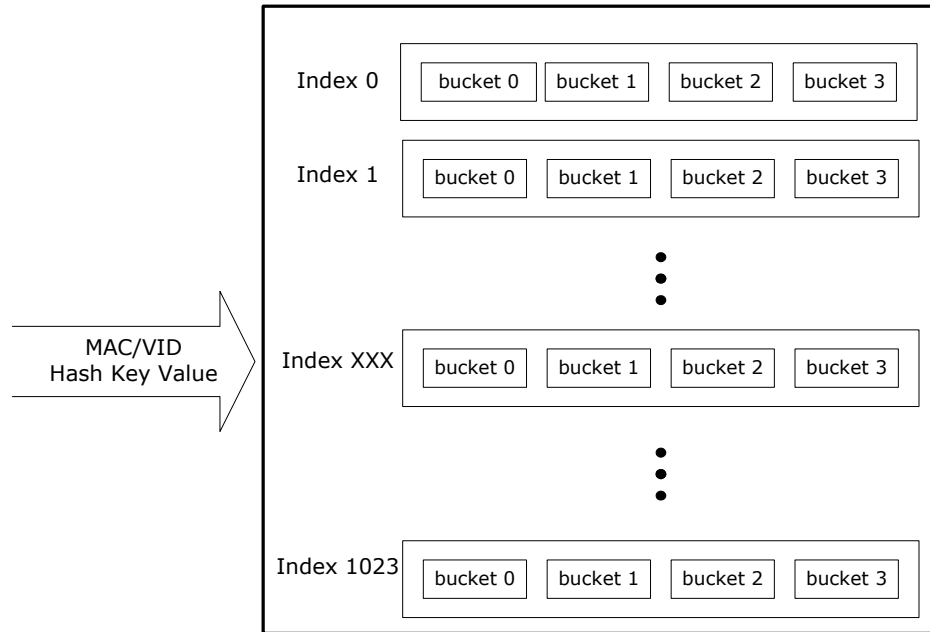 Index 0 bucket 0 bucket 1 bucket 2 bucket 3
Index 1 bucket 0 bucket 1 bucket 2 bucket 3
MAC/VID
Hash Key Value
Index XXX bucket 0 bucket 1 bucket 2 bucket 3
Index 1023 bucket 0 bucket 1 bucket 2 bucket 3